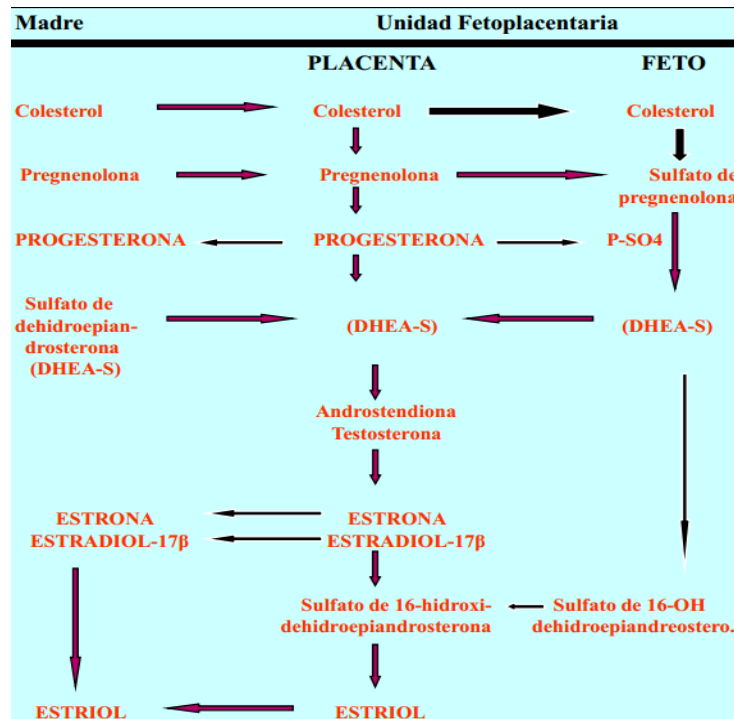 Madre Unidad Fetoplacentaria
PLACENTA FETO
Colesterol Colesterol Colesterol
Pregnenolona Pregnenolona Sulfato de
pregnenolona
PROGESTERONA PROGESTERONA P-SO4
Sulfato de
dehidroepian-
drosterona
(DHEA-S)
(DHEA-S) (DHEA-S)
Androstendiona
Testosterona
ESTRONA ESTRONA
ESTRADIOL-17β ESTRADIOL-17β
Sulfato de 16-hidroxi- Sulfato de 16-OH
dehidroepiandrosterona dehidroepiandreostero.
ESTRIOL ESTRIOL